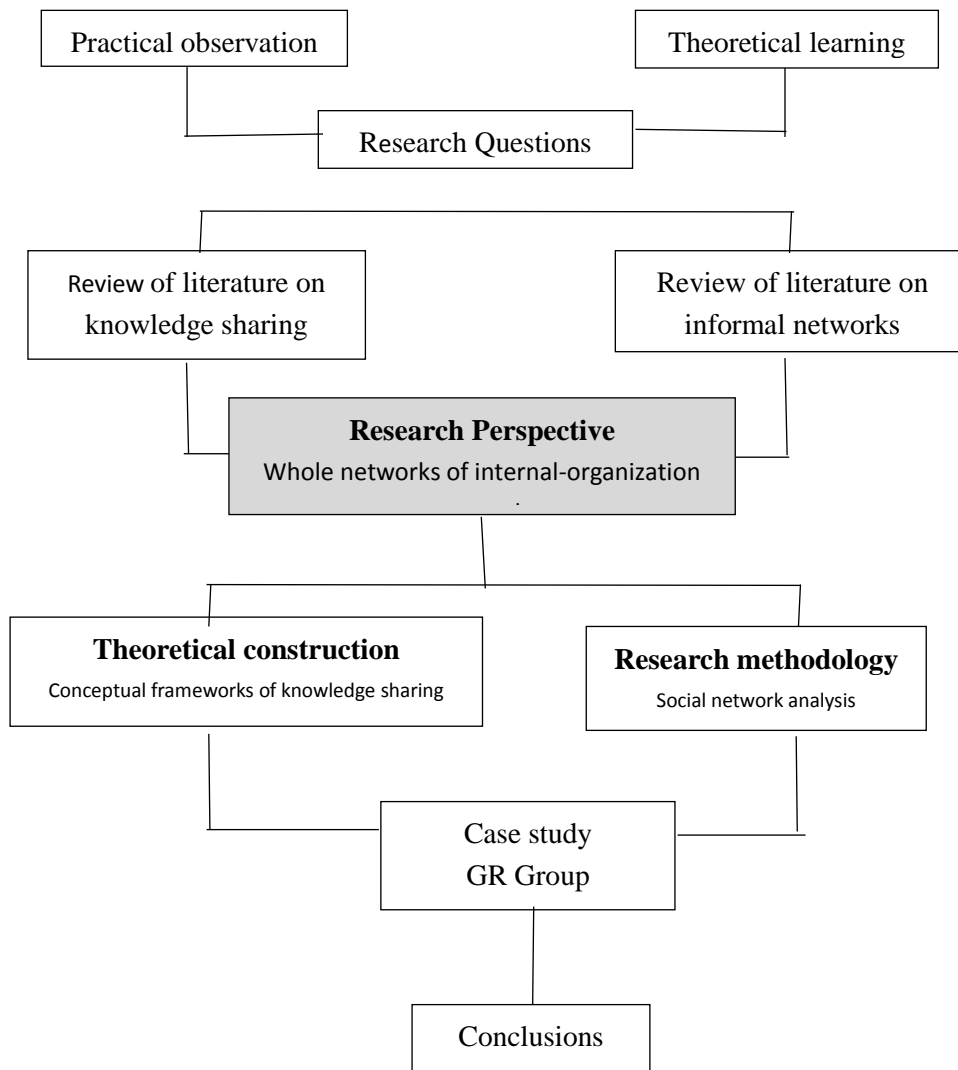 Practical observation
Theoretical learning
Research Questions
Review of literature on
knowledge sharing
Review of literature on
informal networks
Research Perspective
Whole networks of internal-organization
.
Theoretical construction
Conceptual frameworks of knowledge sharing
Research methodology
Social network analysis
Case study
GR Group
Conclusions